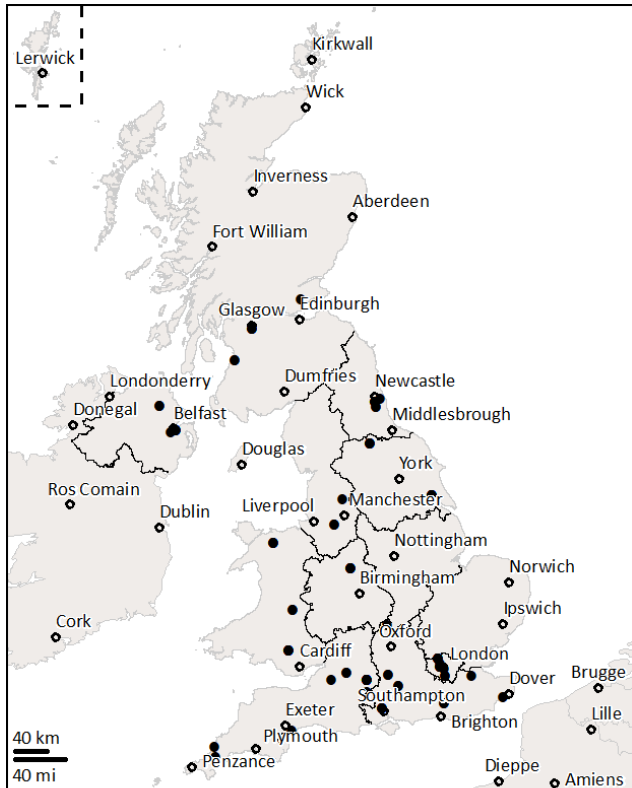 Lerwick
Kirkwall
Wick
Inverness
Aberdeen
Fort William
Edinburgh
Glasgow
Dumfries
Newcastle
Londonderry
Donegal
Belfast
Middlesbrough
Douglas
York
Ros Comain
Liverpool
Manchester
Dublin
Nottingham
Birmingham
Norwich
Ipswich
Cork
Oxford
Cardiff
London
Dover
Brugge
Southampton
Exeter
Brighton
Lille
Plymouth
40 km
40 mi
Penzance
Dieppe
Amiens